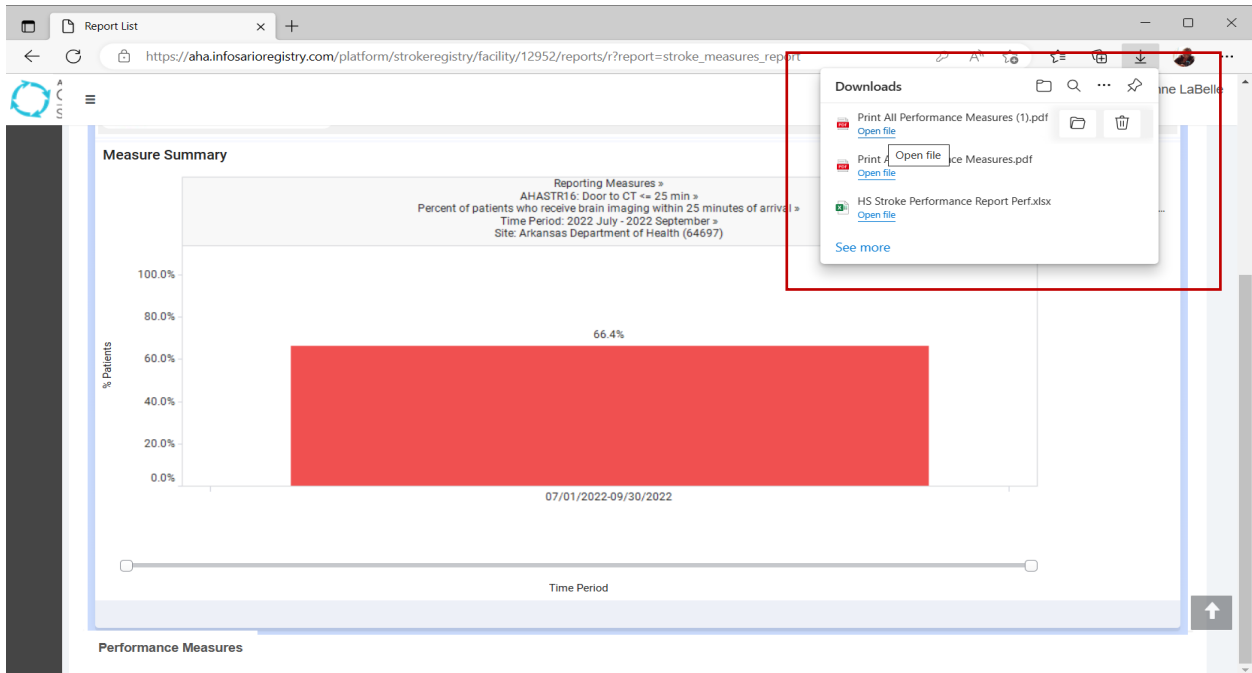 Report List
https://aha.infosarioregistry.com/platform/strokeregistry/facility/12952/reports/r?report=stroke_measures_report
A
C
S
LaBelle
Downloads
Print All Performance Measures (1).pdf
Open file
Open file
Print Measures.pdf
Open file
HS Stroke Performance Report Perf.xlsx
Open file
See more
Measure Summary
Reporting Measures »
AHASTR16: Door to CT <= 25 min »
Percent of patients who receive brain imaging within 25 minutes of arrival »
Time Period: 2022 July - 2022 September »
Site: Arkansas Department of Health (64697)
100.0%
80.0%
60.0%
40.0%
20.0%
0.0%
% Patients
66.4%
07/01/2022-09/30/2022
Time Period
Performance Measures